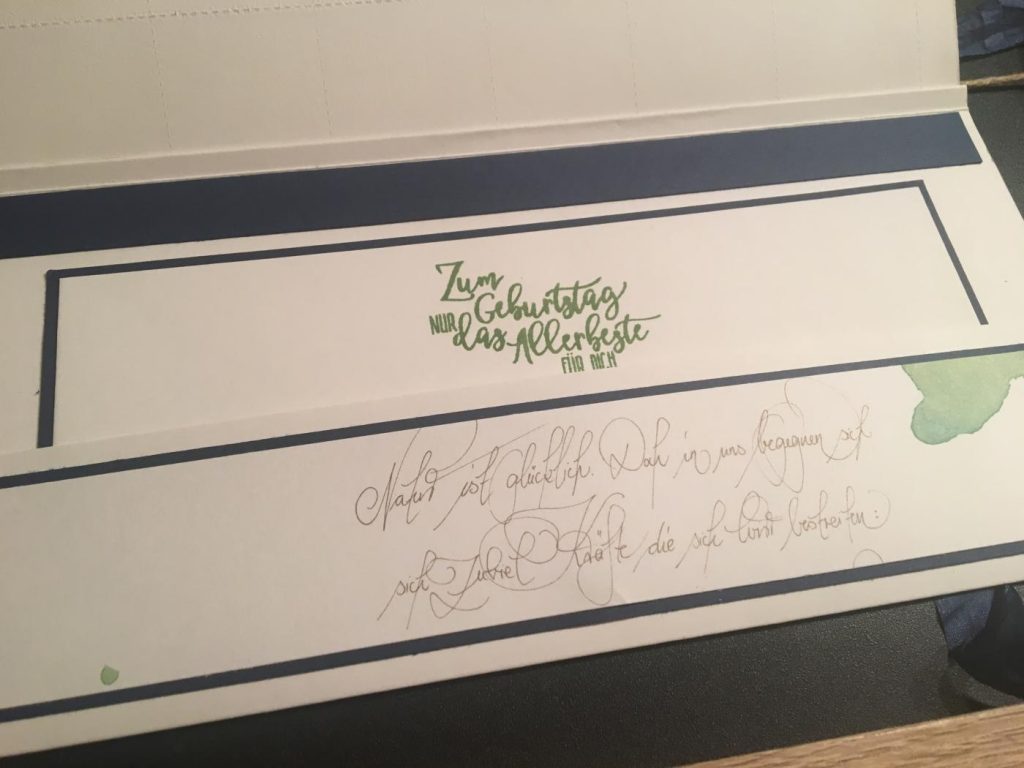 Zum
Geburtstag
NUR das Allerbeste
FÜR DICH
Natur ist glücklich. Doch in uns begegnen sich
sich Zuviel Kräfte die sich wirr bestreiten: